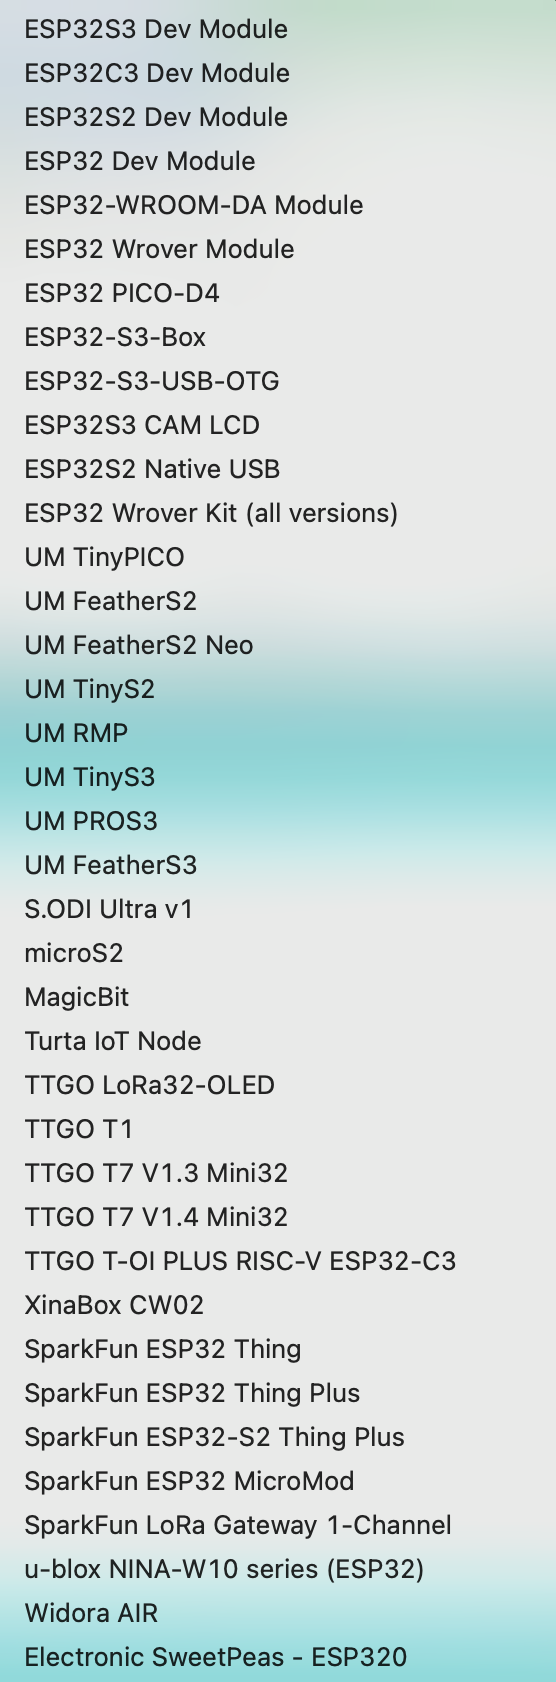 ESP32S3 Dev Module
ESP32C3 Dev Module
ESP32S2 Dev Module
ESP32 Dev Module
ESP32-WROOM-DA Module
ESP32 Wrover Module
ESP32 PICO-D4
ESP32-S3-Box
ESP32-S3-USB-OTG
ESP32S3 CAM LCD
ESP32S2 Native USB
ESP32 Wrover Kit (all versions)
UM TinyPICO
UM FeatherS2
UM FeatherS2 Neo
UM TinyS2
UM RMP
UM TinyS3
UM PROS3
UM FeatherS3
S.ODI Ultra v1
microS2
MagicBit
Turta IoT Node
TTGO LoRa32-OLED
TTGO T1
TTGO T7 V1.3 Mini32
TTGO T7 V1.4 Mini32
TTGO T-OI PLUS RISC-V ESP32-C3
XinaBox CW02
SparkFun ESP32 Thing
SparkFun ESP32 Thing Plus
SparkFun ESP32-S2 Thing Plus
SparkFun ESP32 MicroMod
SparkFun LoRa Gateway 1-Channel
u-blox NINA-W10 series (ESP32)
Widora AIR
Electronic SweetPeas - ESP320